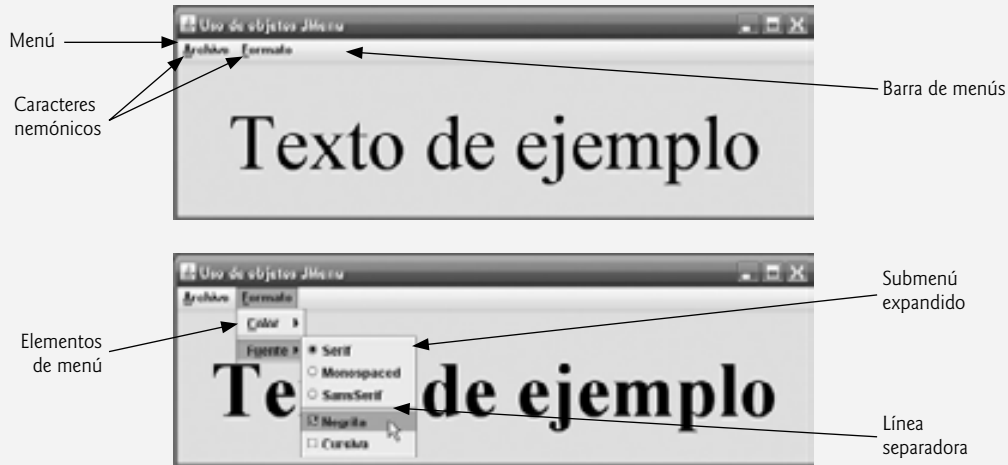 Uso de objetos JMenu
Menú
Archivo Formato
Caracteres
nemónicos
Barra de menús
Texto de ejemplo
Uso de objetos JMenu
Archivo Formato
Submenú
expandido
Color
Elementos
de menú
Fuente
Serif
Monospaced
SansSerif
Te de ejemplo
Negrita
Cursiva
Línea
separadora